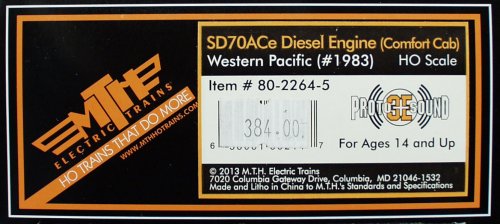 SD70ACe Diesel Engine (Comfort Cab)
Western Pacific (#1983) HO Scale
Item # 80-2264-5
384.00
PROTO 3E SOUND
For Ages 14 and Up
© 2013 M.T.H. Electric Trains
7020 Columbia Gateway Drive, Columbia, MD 21046-1532
Made and Litho in China to M.T.H.'s Standards and Specifications
MTH
ELECTRIC TRAINS
HO TRAINS THAT DO MORE
WWW.MTHHOTRAINS.COM